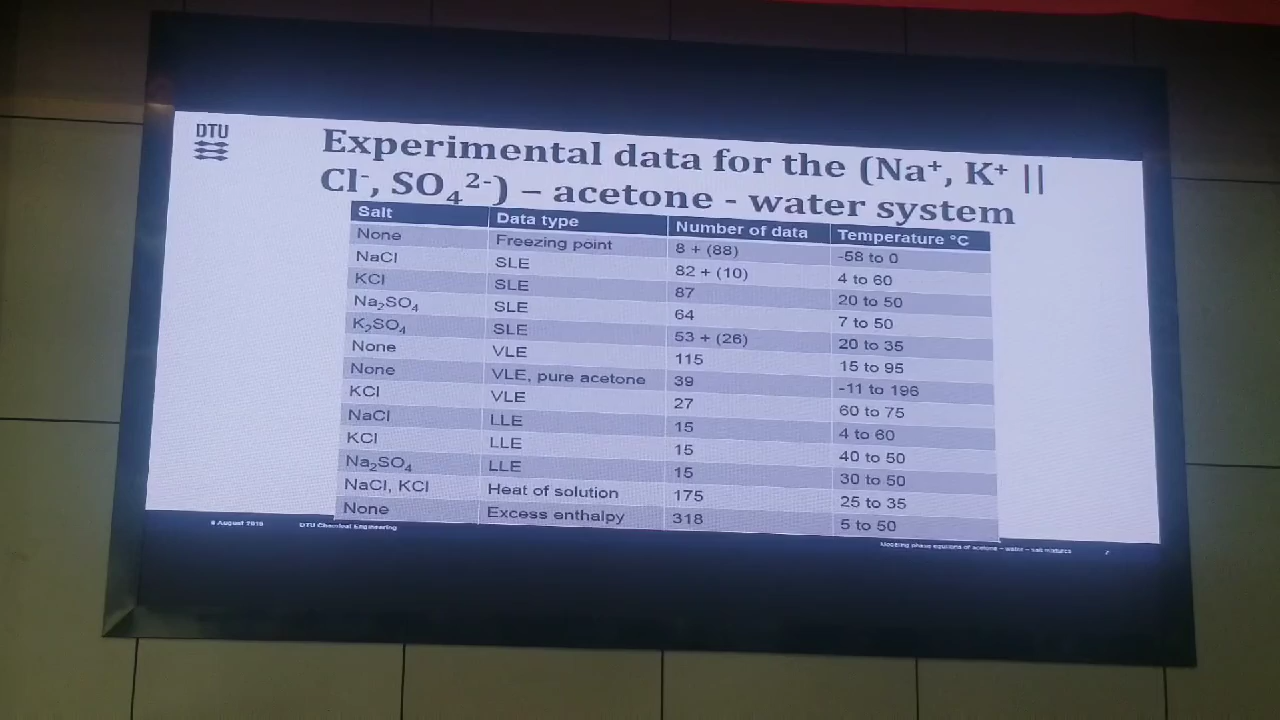 DTU
Experimental data for the (Na⁺, K⁺ ||
Cl⁻, SO₄²⁻) – acetone - water system
Salt Data type Number of data Temperature °C
None Freezing point 8 + (88) -58 to 0
NaCl SLE 82 + (10) 4 to 60
KCl SLE 87 20 to 50
Na₂SO₄ SLE 64 7 to 50
K₂SO₄ SLE 53 + (26) 20 to 35
None VLE 115 15 to 95
None VLE, pure acetone 39 -11 to 196
KCl VLE 27 60 to 75
NaCl LLE 15 4 to 60
KCl LLE 15 40 to 50
Na₂SO₄ LLE 15 30 to 50
NaCl, KCl Heat of solution 175 25 to 35
None Excess enthalpy 318 5 to 50
August DTU Chemical Engineering
acetone – water – salt mixtures